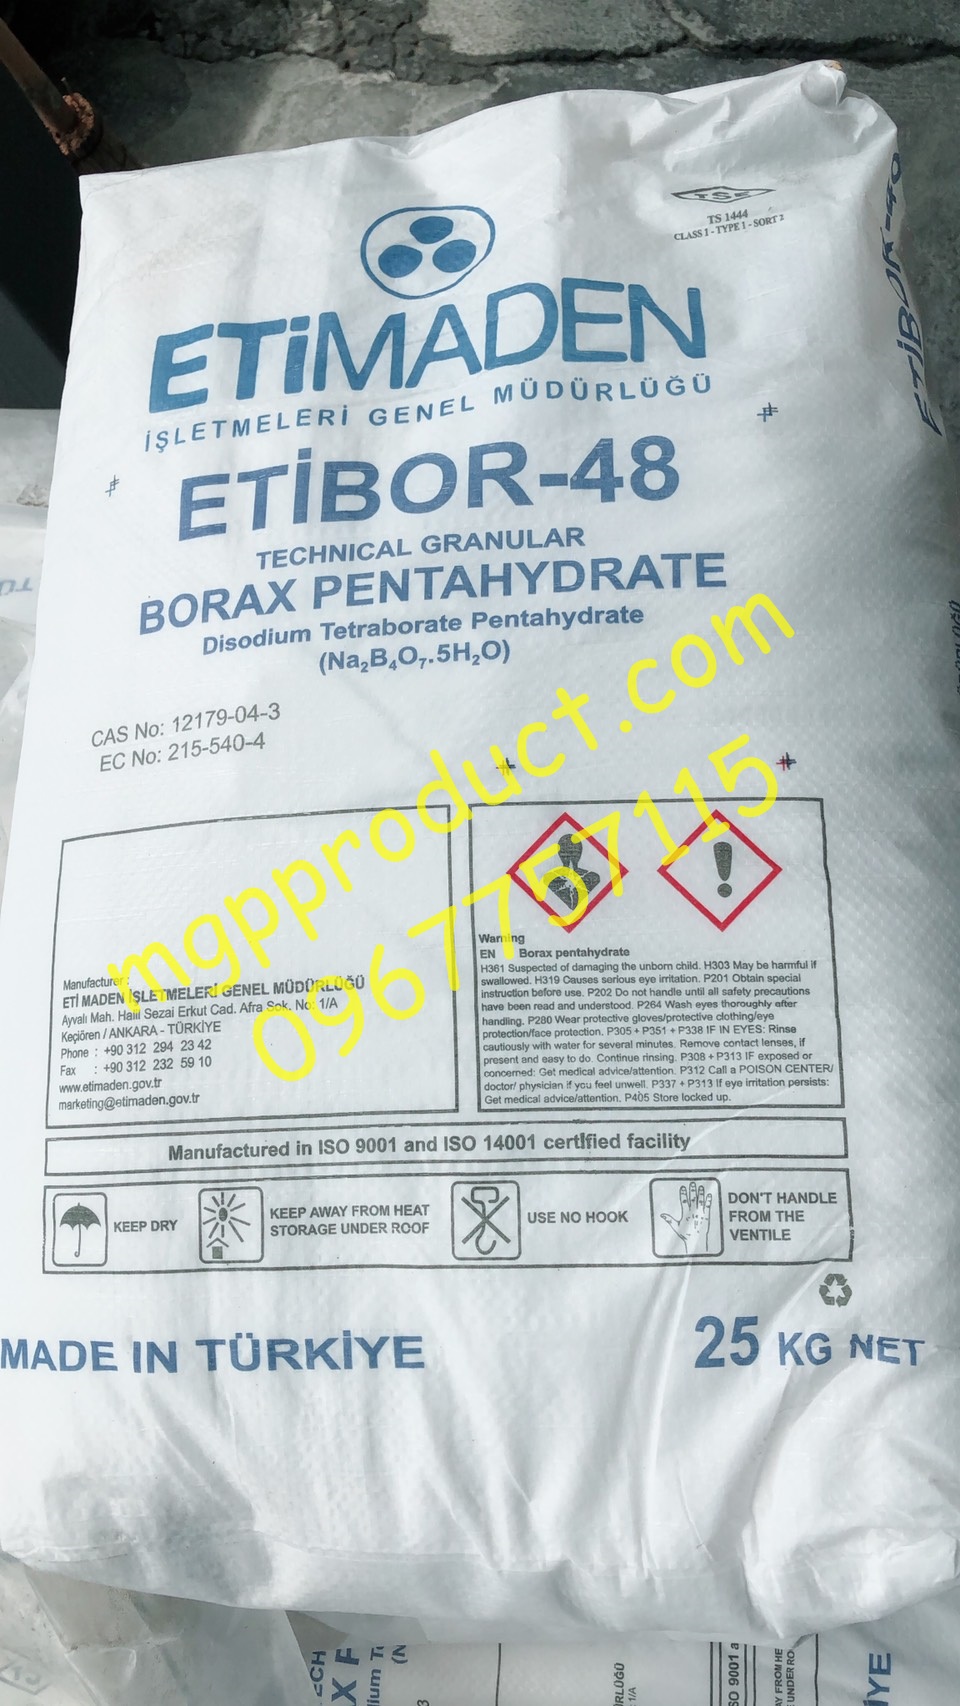 TSE
TS 1444
CLASS 1 - TYPE 1 - SORT 2
ETİMADEN
İŞLETMELERİ GENEL MÜDÜRLÜĞÜ
ETİBOR-48
TECHNICAL GRANULAR
BORAX PENTAHYDRATE
Disodium Tetraborate Pentahydrate
(Na₂B₄O₇.5H₂O)
CAS No: 12179-04-3
EC No: 215-540-4
mgpproduct.com
0967757115
Manufacturer :
ETİ MADEN İŞLETMELERİ GENEL MÜDÜRLÜĞÜ
Ayvalı Mah. Halil Sezai Erkut Cad. Afra Sok. No: 1/A
Keçiören / ANKARA - TÜRKİYE
Phone : +90 312 294 23 42
Fax : +90 312 232 59 10
www.etimaden.gov.tr
marketing@etimaden.gov.tr
Warning
EN Borax pentahydrate
H361 Suspected of damaging the unborn child. H303 May be harmful if
swallowed. H319 Causes serious eye irritation. P201 Obtain special
instruction before use. P202 Do not handle until all safety precautions
have been read and understood. P264 Wash eyes thoroughly after
handling. P280 Wear protective gloves/protective clothing/eye
protection/face protection. P305 + P351 + P338 IF IN EYES: Rinse
cautiously with water for several minutes. Remove contact lenses, if
present and easy to do. Continue rinsing. P308 + P313 IF exposed or
concerned: Get medical advice/attention. P312 Call a POISON CENTER/
doctor/ physician if you feel unwell. P337 + P313 If eye irritation persists:
Get medical advice/attention. P405 Store locked up.
Manufactured in ISO 9001 and ISO 14001 certified facility
KEEP DRY
KEEP AWAY FROM HEAT
STORAGE UNDER ROOF
USE NO HOOK
DON'T HANDLE
FROM THE
VENTILE
MADE IN TÜRKİYE
25 KG NET
ETİBOR-48